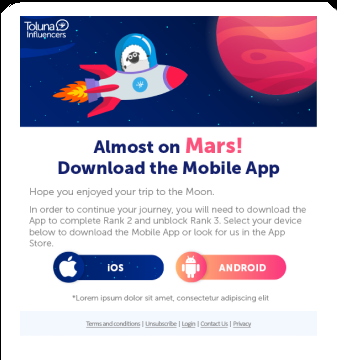 Toluna
Influencers
Almost on Mars!
Download the Mobile App
Hope you enjoyed your trip to the Moon.
In order to continue your journey, you will need to download the
App to complete Rank 2 and unblock Rank 3. Select your device
below to download the Mobile App or look for us in the App
Store.
iOS
ANDROID
*Lorem ipsum dolor sit amet, consectetur adipiscing elit
Terms and conditions | Unsubscribe | Login | Contact Us | Privacy